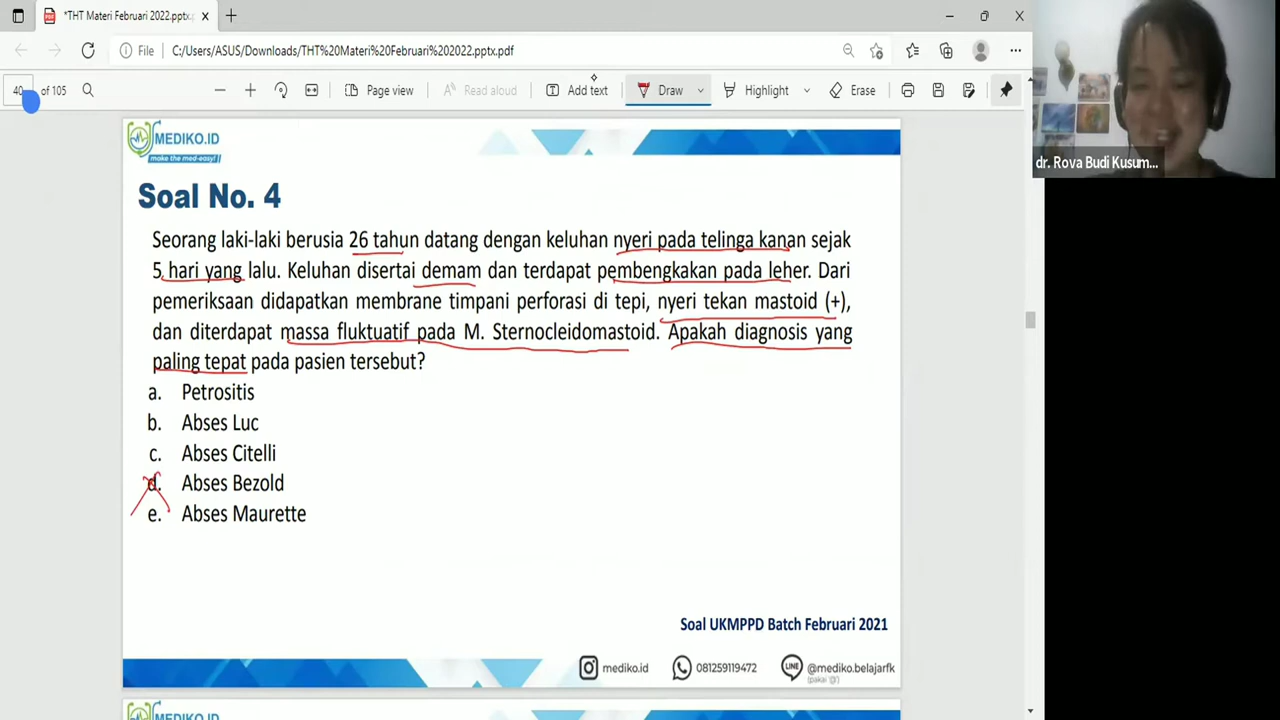 *THT Materi Februari 2022.pptx.
File
C:/Users/ASUS/Downloads/THT%20Materi%20Februari%202022.pptx.pdf
40 of 105
Page view
Read aloud
Add text
Draw
Highlight
Erase
dr. Rova Budi Kusum...
MEDIKO.ID
make the med-easy!
Soal No. 4
Seorang laki-laki berusia 26 tahun datang dengan keluhan nyeri pada telinga kanan sejak
5 hari yang lalu. Keluhan disertai demam dan terdapat pembengkakan pada leher. Dari
pemeriksaan didapatkan membrane timpani perforasi di tepi, nyeri tekan mastoid (+),
dan diterdapat massa fluktuatif pada M. Sternocleidomastoid. Apakah diagnosis yang
paling tepat pada pasien tersebut?
a. Petrositis
b. Abses Luc
c. Abses Citelli
d. Abses Bezold
e. Abses Maurette
Soal UKMPPD Batch Februari 2021
mediko.id
081259119472
LINE
@mediko.belajarfk
(pakai '@')
MEDIKO.ID